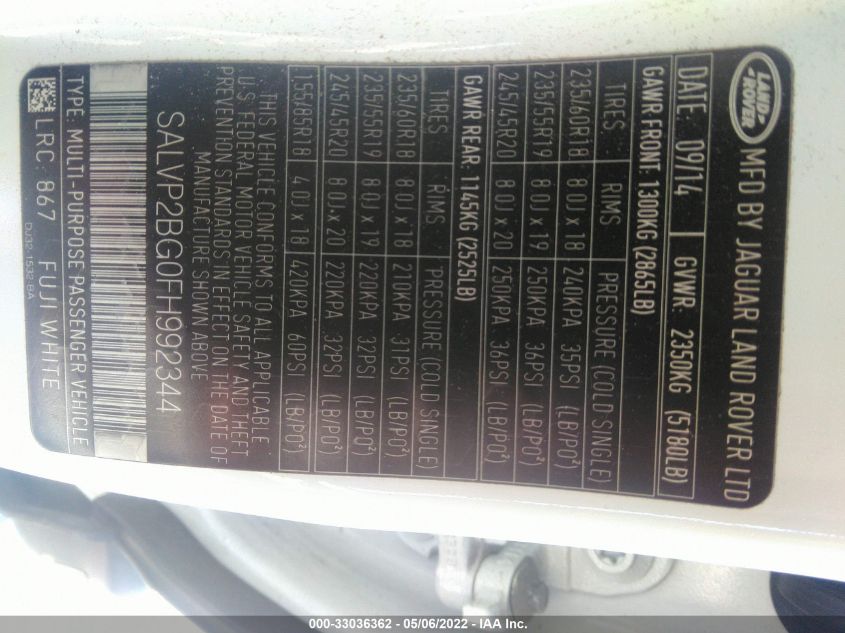 LAND
ROVER
MFD BY JAGUAR LAND ROVER LTD
DATE: 09/14 GVWR: 2350KG (5180LB)
GAWR FRONT: 1300KG (2865LB)
TIRES RIMS PRESSURE (COLD SINGLE)
235/60R18 8.0J x 18 240KPA 35PSI (LB/PO²)
235/55R19 8.0J x 19 250KPA 36PSI (LB/PO²)
245/45R20 8.0J x 20 250KPA 36PSI (LB/PO²)
GAWR REAR: 1145KG (2525LB)
TIRES RIMS PRESSURE (COLD SINGLE)
235/60R18 8.0J x 18 210KPA 31PSI (LB/PO²)
235/55R19 8.0J x 19 220KPA 32PSI (LB/PO²)
245/45R20 8.0J x 20 220KPA 32PSI (LB/PO²)
155/85R18 4.0J x 18 420KPA 60PSI (LB/PO²)
THIS VEHICLE CONFORMS TO ALL APPLICABLE
U.S. FEDERAL MOTOR VEHICLE SAFETY AND THEFT
PREVENTION STANDARDS IN EFFECT ON THE DATE OF
MANUFACTURE SHOWN ABOVE
SALVP2BG0FH992344
TYPE: MULTI-PURPOSE PASSENGER VEHICLE
LRC: 867 FUJI WHITE
DJ32-1532-BA
000-33036362 - 05/06/2022 - IAA Inc.